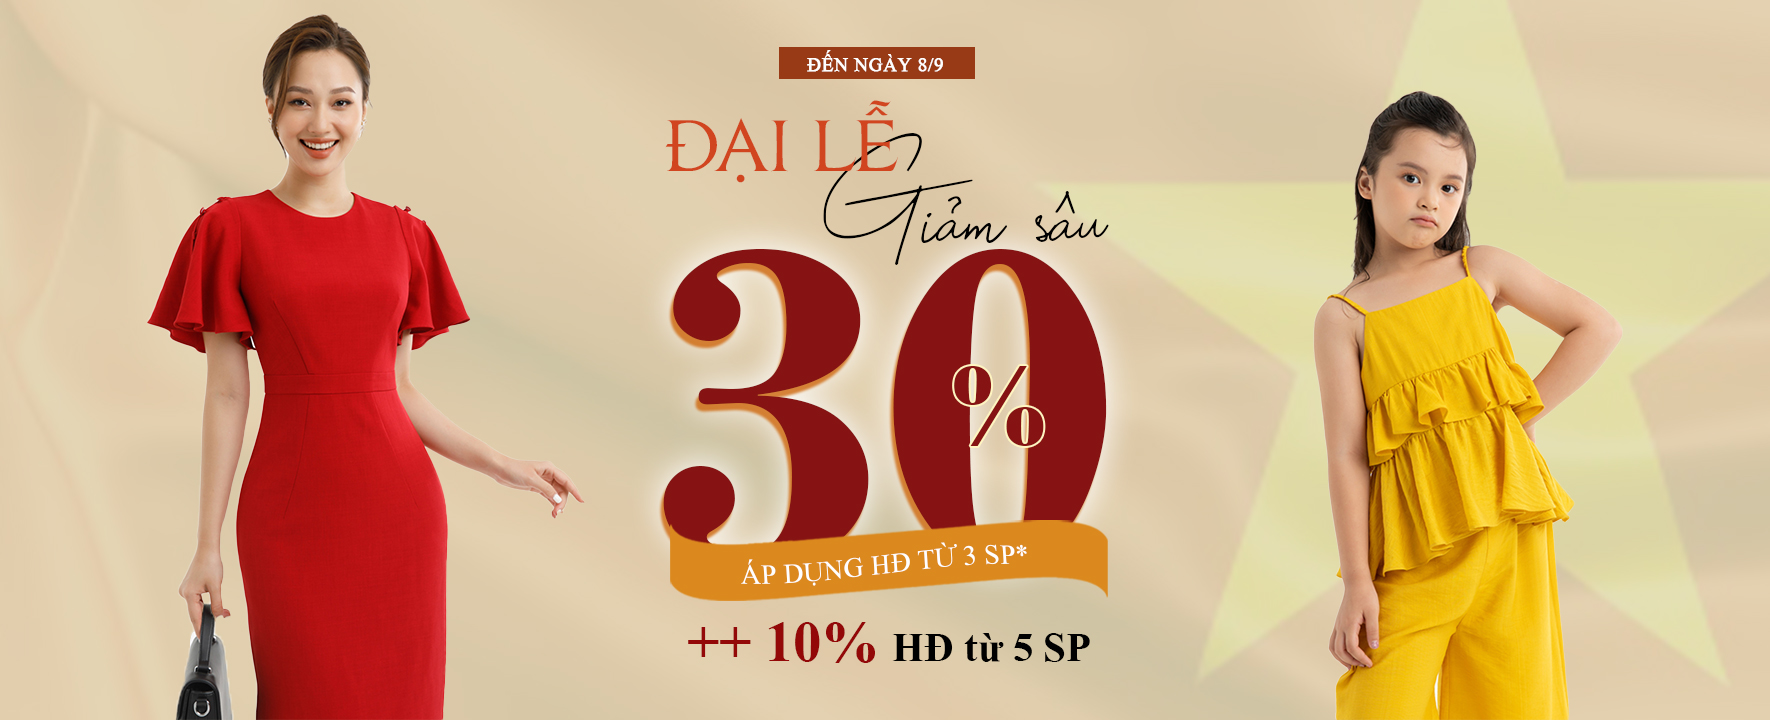 ĐẾN NGÀY 8/9
ĐẠI LỄ
Giảm sâu
30%
ÁP DỤNG HĐ TỪ 3 SP*
++ 10% HĐ từ 5 SP